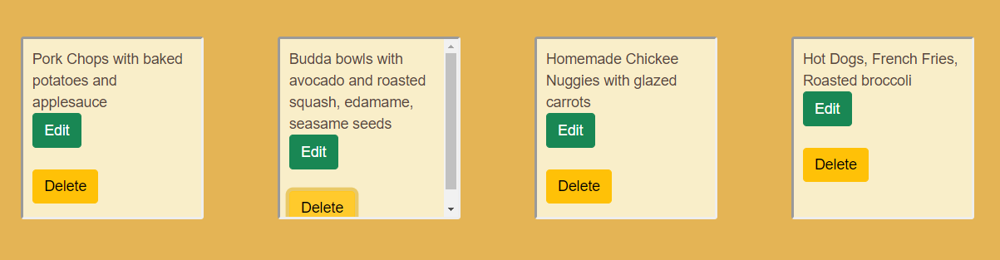 Pork Chops with baked
potatoes and
applesauce
Edit
Delete
Budda bowls with
avocado and roasted
squash, edamame,
seasame seeds
Edit
Delete
Homemade Chickee
Nuggies with glazed
carrots
Edit
Delete
Hot Dogs, French Fries,
Roasted broccoli
Edit
Delete